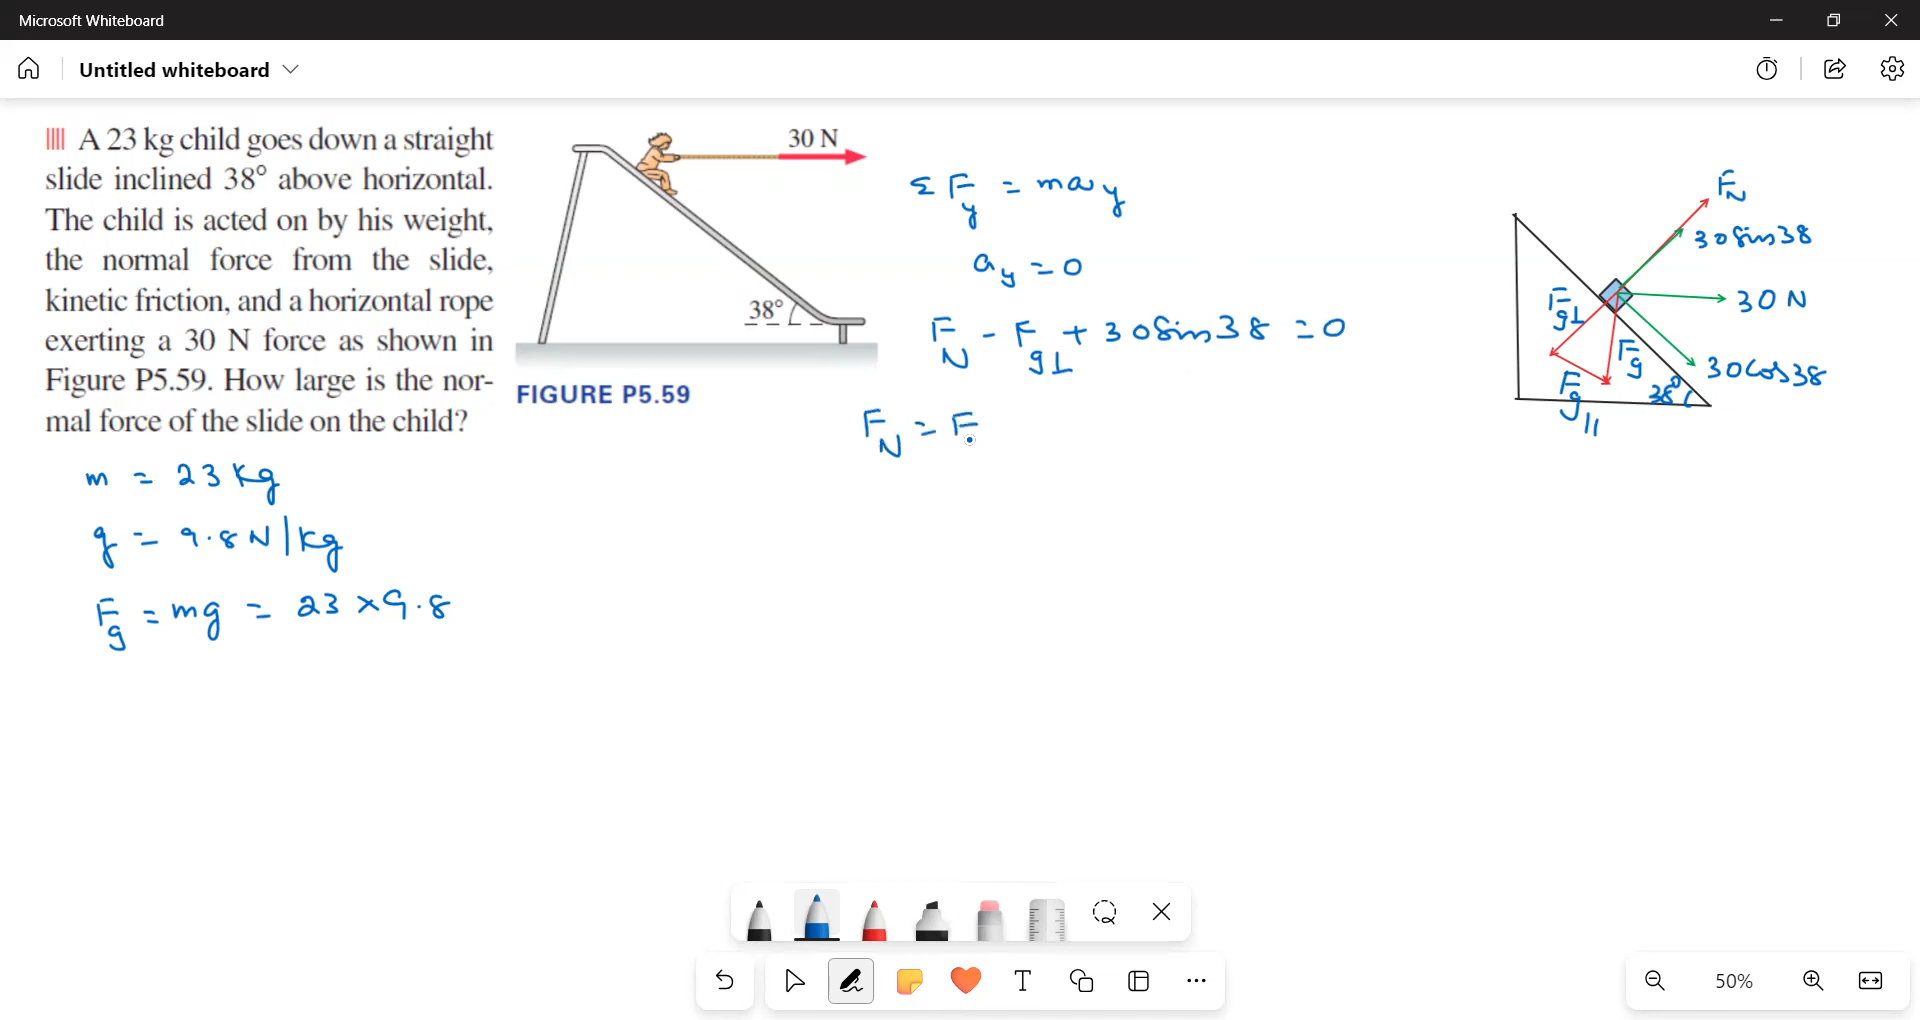 Microsoft Whiteboard
Untitled whiteboard
A 23 kg child goes down a straight
slide inclined 38° above horizontal.
The child is acted on by his weight,
the normal force from the slide,
kinetic friction, and a horizontal rope
exerting a 30 N force as shown in
Figure P5.59. How large is the nor-
mal force of the slide on the child?
30 N
38°
FIGURE P5.59
m = 23 kg
g = 9.8 N/kg
Fg = mg = 23 × 9.8
ΣFy = may
ay = 0
FN - Fg⊥ + 30 Sin 38 = 0
FN = F
FN
30 Sin 38
30 N
30 Cos 38
Fg⊥
Fg
Fg||
38°
50%